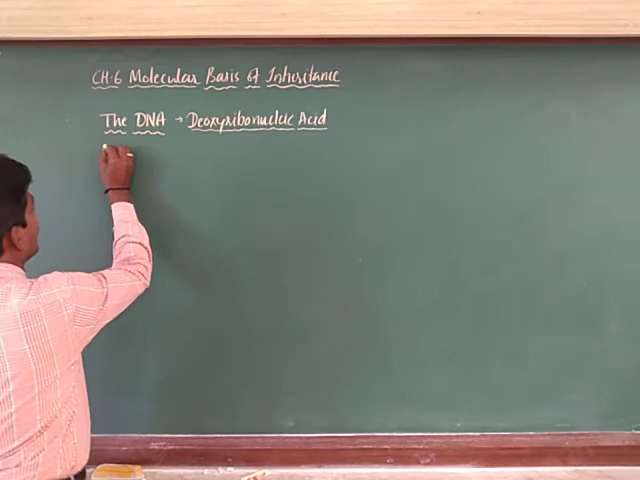 CH-6 Molecular Basis of Inheritance
The DNA → Deoxyribonucleic Acid